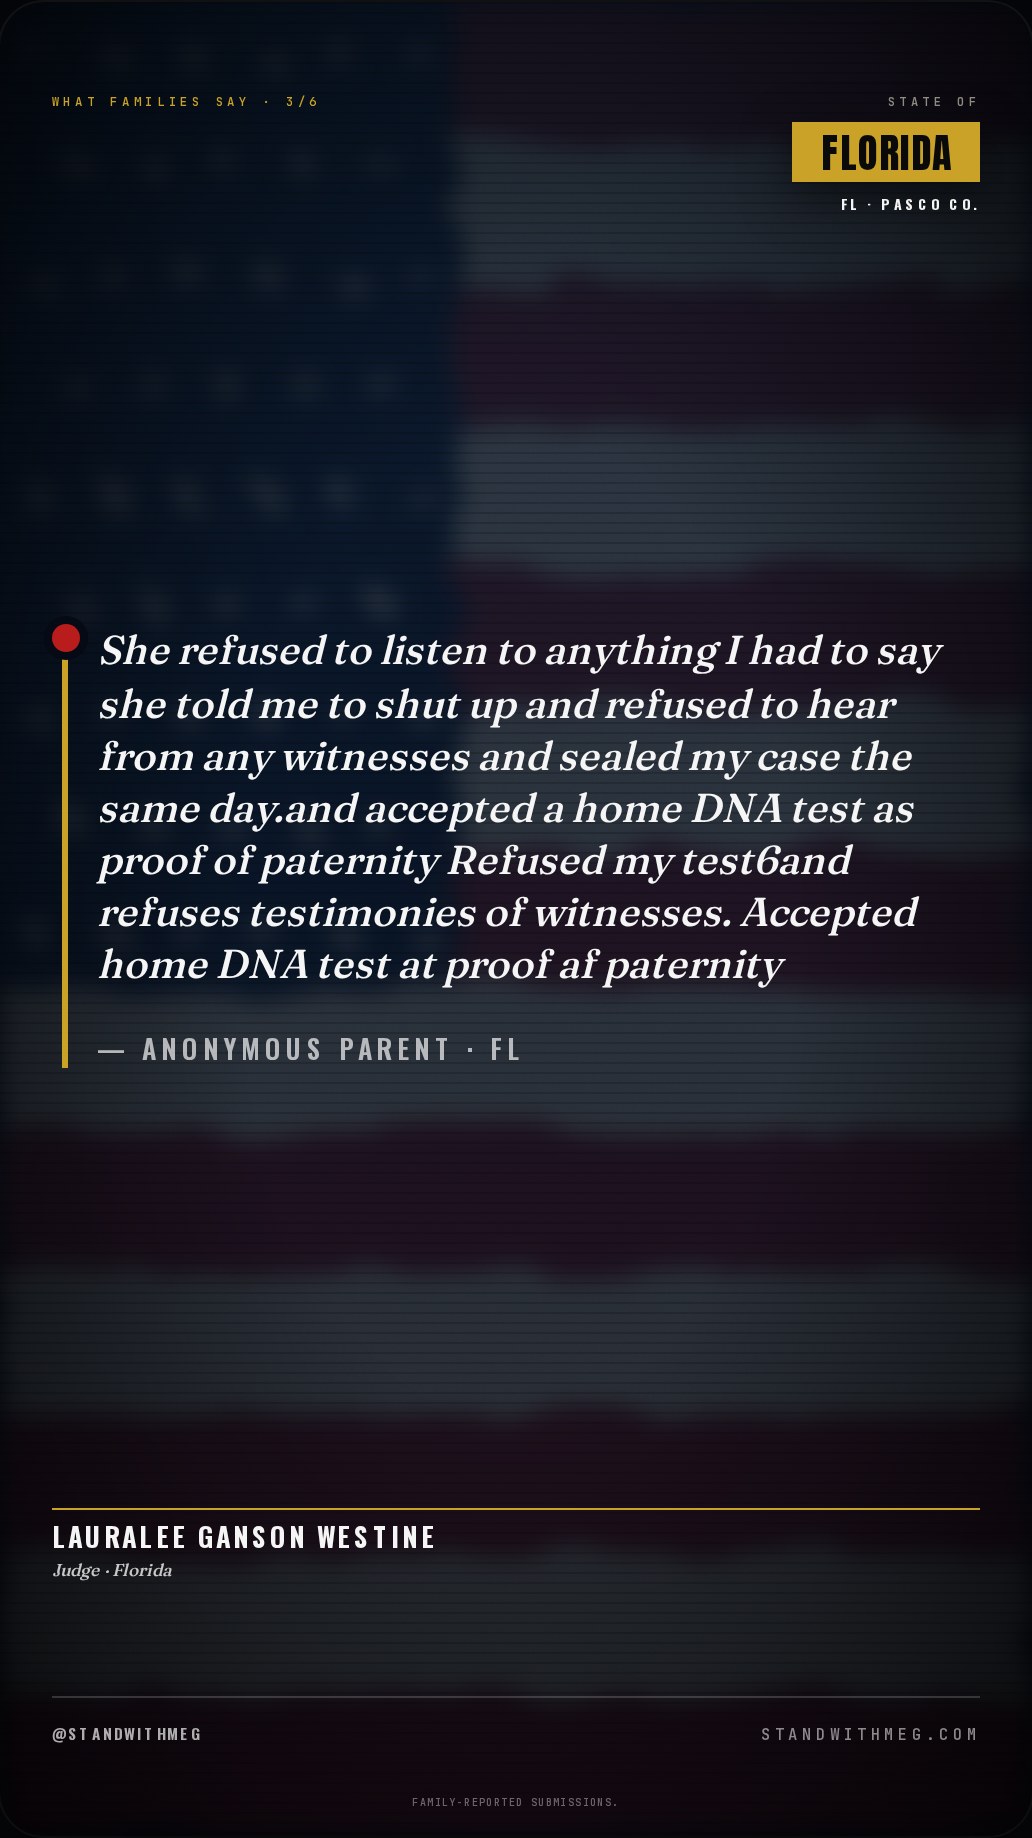 WHAT FAMILIES SAY · 3/6
STATE OF
FLORIDA
FL · PASCO CO.
She refused to listen to anything I had to say
she told me to shut up and refused to hear
from any witnesses and sealed my case the
same day.and accepted a home DNA test as
proof of paternity Refused my test6and
refuses testimonies of witnesses. Accepted
home DNA test at proof af paternity
— ANONYMOUS PARENT · FL
LAURALEE GANSON WESTINE
Judge · Florida
@STANDWITHMEG
STANDWITHMEG.COM
FAMILY-REPORTED SUBMISSIONS.